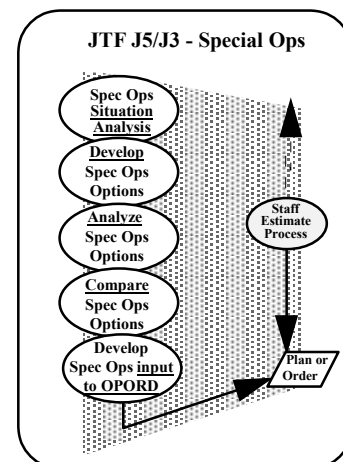 JTF J5/J3 - Special Ops
Spec Ops
Situation
Analysis
Develop
Spec Ops
Options
Analyze
Spec Ops
Options
Compare
Spec Ops
Options
Develop
Spec Ops input
to OPORD
Staff
Estimate
Process
Plan or
Order